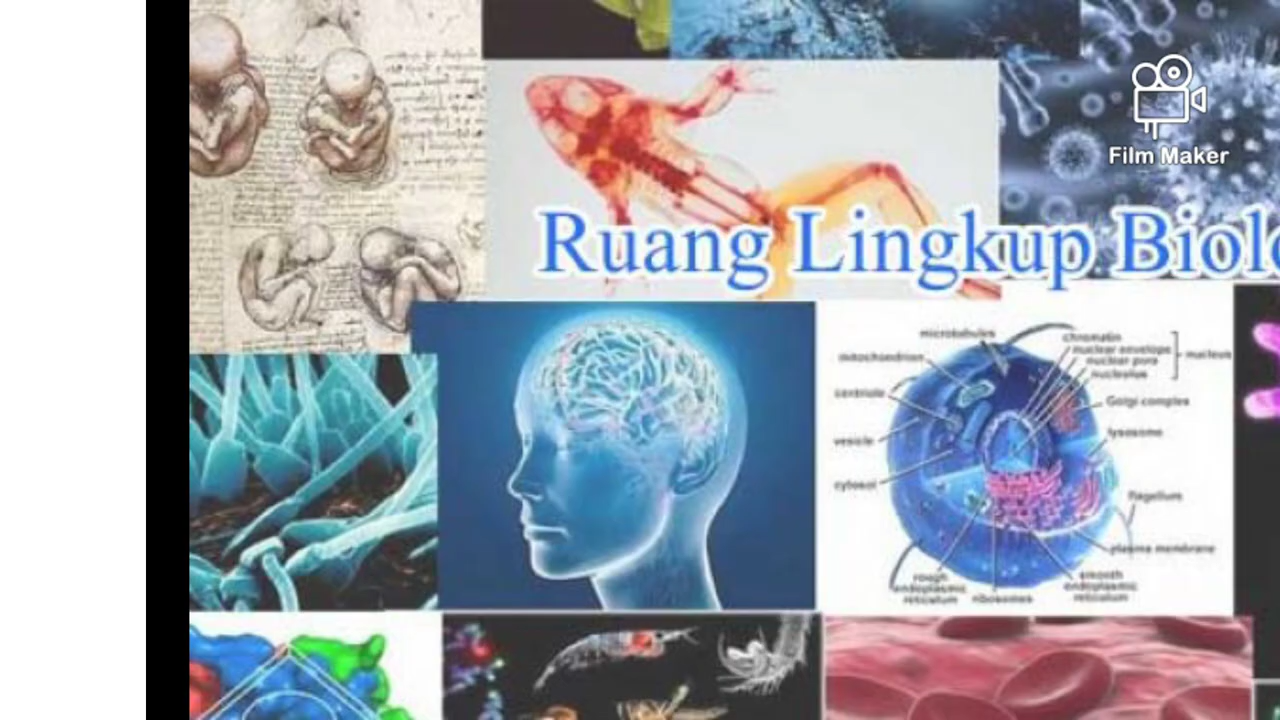 Film Maker
Ruang Lingkup Biolo
microtubules
chromatin
nuclear envelope
nucleus
mitochondrion
nuclear pore
nucleolus
centriole
Golgi complex
lysosome
vesicle
cytosol
flagellum
plasma membrane
rough
endoplasmic
reticulum
ribosomes
smooth
endoplasmic
reticulum